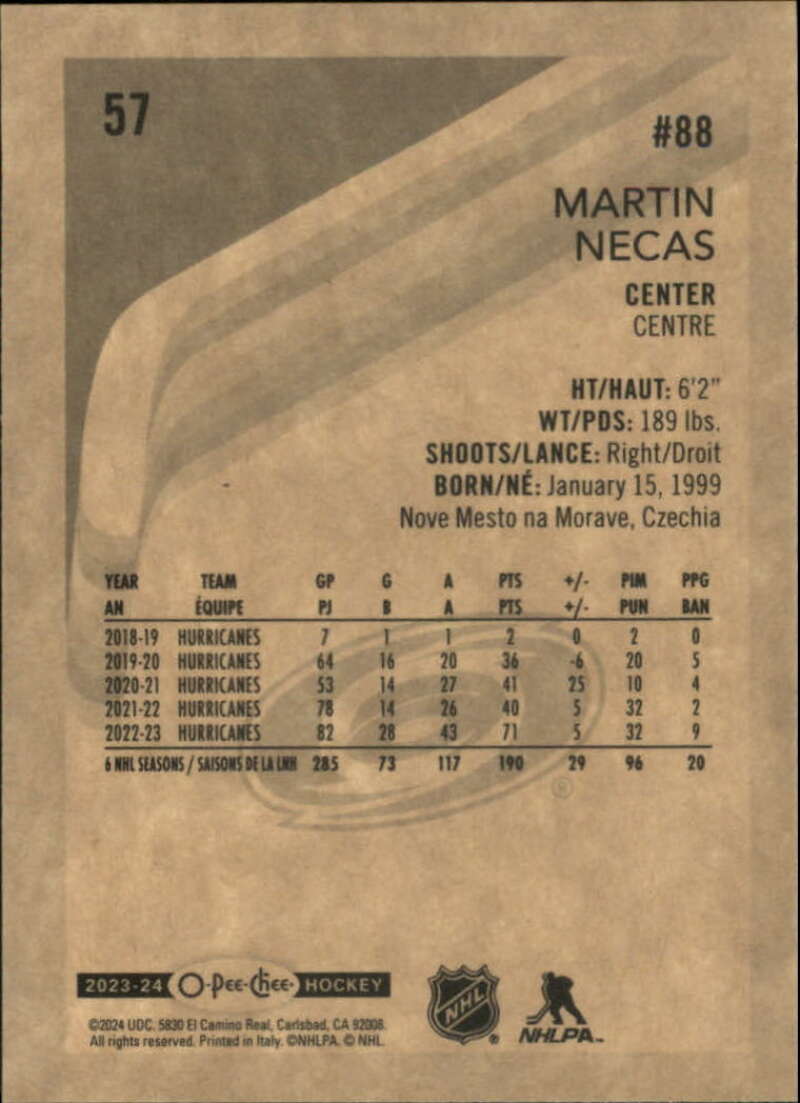 57
#88
MARTIN
NECAS
CENTER
CENTRE
HT/HAUT: 6'2"
WT/PDS: 189 lbs.
SHOOTS/LANCE: Right/Droit
BORN/NÉ: January 15, 1999
Nove Mesto na Morave, Czechia
YEAR TEAM GP G A PTS +/- PIM PPG
AN ÉQUIPE PJ B A PTS +/- PUN BAN
2018-19 HURRICANES 7 1 1 2 0 2 0
2019-20 HURRICANES 64 16 20 36 -6 20 5
2020-21 HURRICANES 53 14 27 41 25 10 4
2021-22 HURRICANES 78 14 26 40 5 32 2
2022-23 HURRICANES 82 28 43 71 5 32 9
6 NHL SEASONS / SAISONS DE LA LNH 285 73 117 190 29 96 20
®
2023-24 O-Pee-Chee HOCKEY
©2024 UDC. 5830 El Camino Real, Carlsbad, CA 92008.
All rights reserved. Printed in Italy. ©NHLPA. © NHL.
NHL ®
NHLPA™